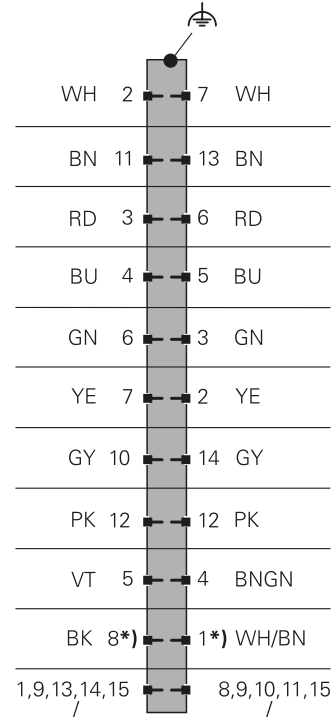 WH 2 7 WH
BN 11 13 BN
RD 3 6 RD
BU 4 5 BU
GN 6 3 GN
YE 7 2 YE
GY 10 14 GY
PK 12 12 PK
VT 5 4 BNGN
BK 8*) 1*) WH/BN
1,9,13,14,15 8,9,10,11,15
/ /